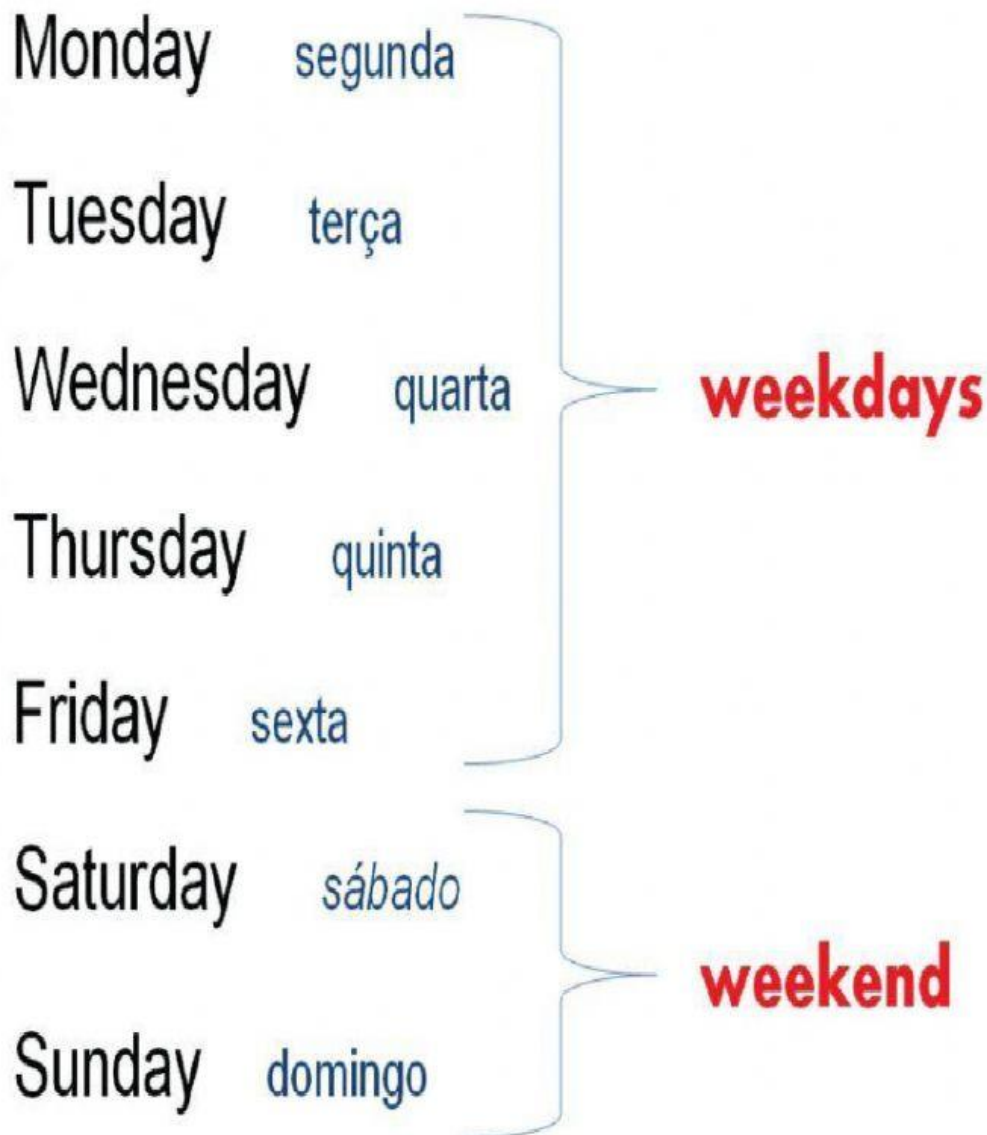 Monday segunda
Tuesday terça
Wednesday quarta
weekdays
Thursday quinta
Friday sexta
Saturday sábado
weekend
Sunday domingo